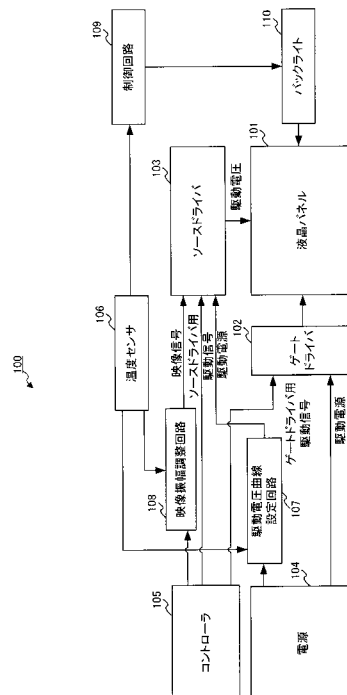 100
109
制御回路
110
バックライト
106
温度センサ
103
ソースドライバ
駆動電圧
101
液晶パネル
映像信号
ソースドライバ用
駆動信号
駆動電源
102
ゲート
ドライバ
108
映像振幅調整回路
ゲートドライバ用
駆動信号
駆動電源
107
駆動電圧曲線
設定回路
105
コントローラ
104
電源